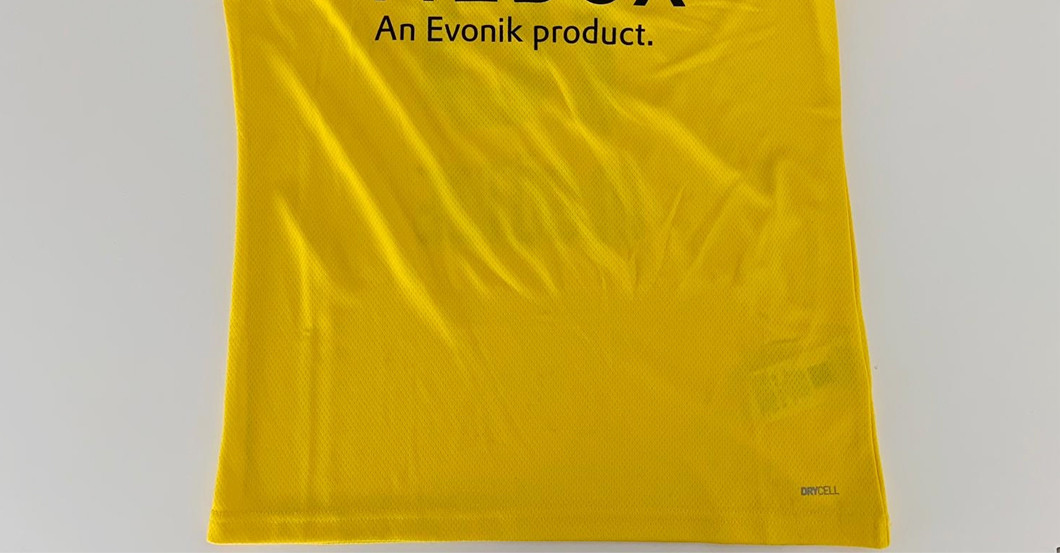 An Evonik product.
DRYCELL